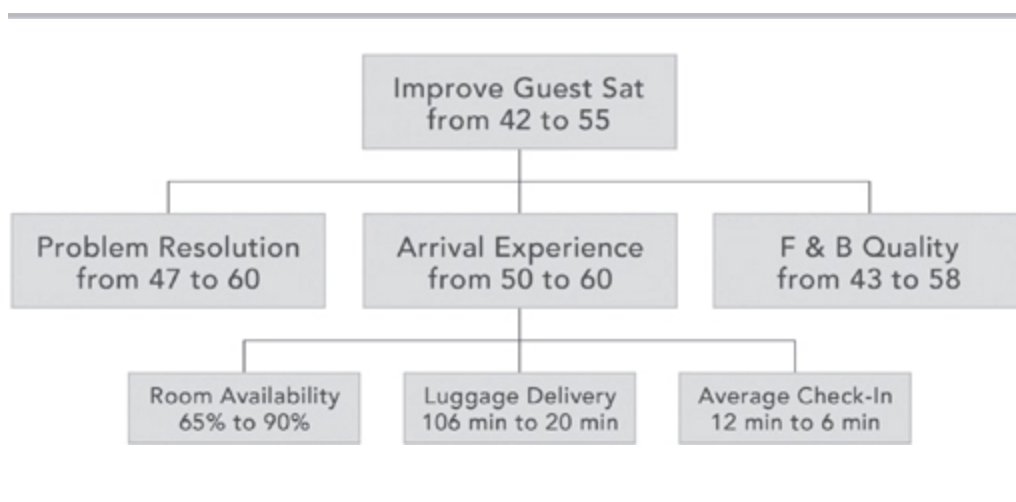 Improve Guest Sat
from 42 to 55
Problem Resolution
from 47 to 60
Arrival Experience
from 50 to 60
F & B Quality
from 43 to 58
Room Availability
65% to 90%
Luggage Delivery
106 min to 20 min
Average Check-In
12 min to 6 min